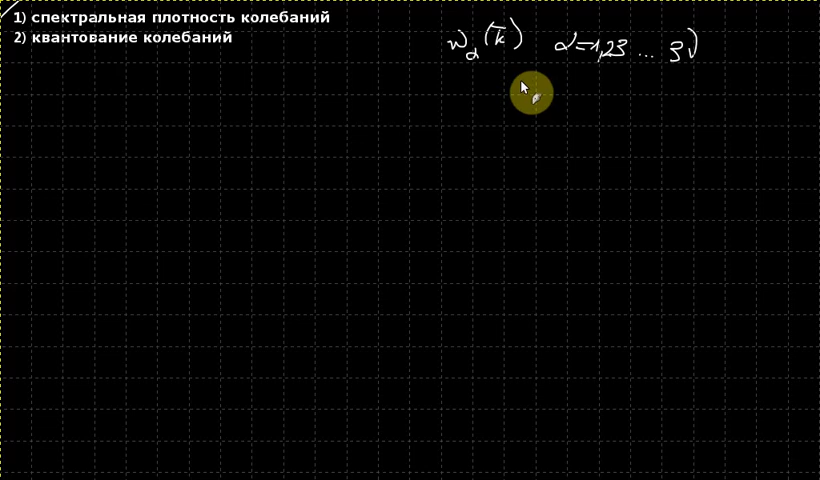 1) спектральная плотность колебаний
2) квантование колебаний
ω_α(k̄) α=1,2,3 ... 3ν